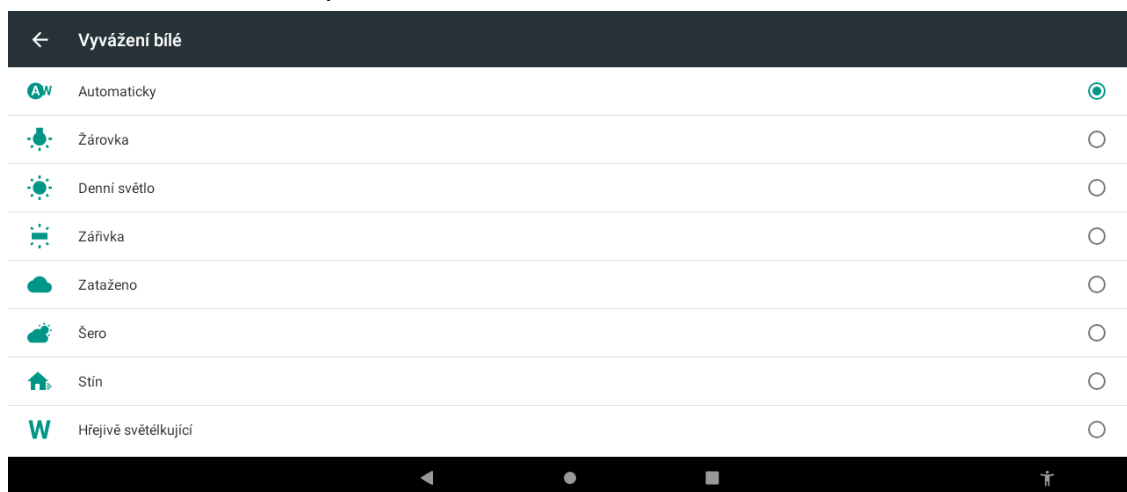 Vyvážení bílé
AW Automaticky
Žárovka
Denní světlo
Zářivka
Zataženo
Šero
Stín
W Hřejivě světélkující